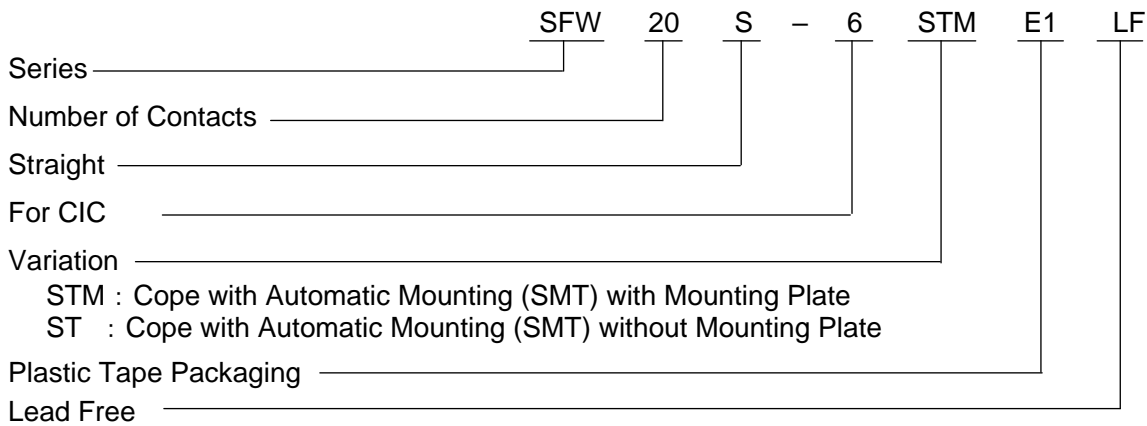 SFW 20 S – 6 STM E1 LF
Series
Number of Contacts
Straight
For CIC
Variation
STM : Cope with Automatic Mounting (SMT) with Mounting Plate
ST : Cope with Automatic Mounting (SMT) without Mounting Plate
Plastic Tape Packaging
Lead Free